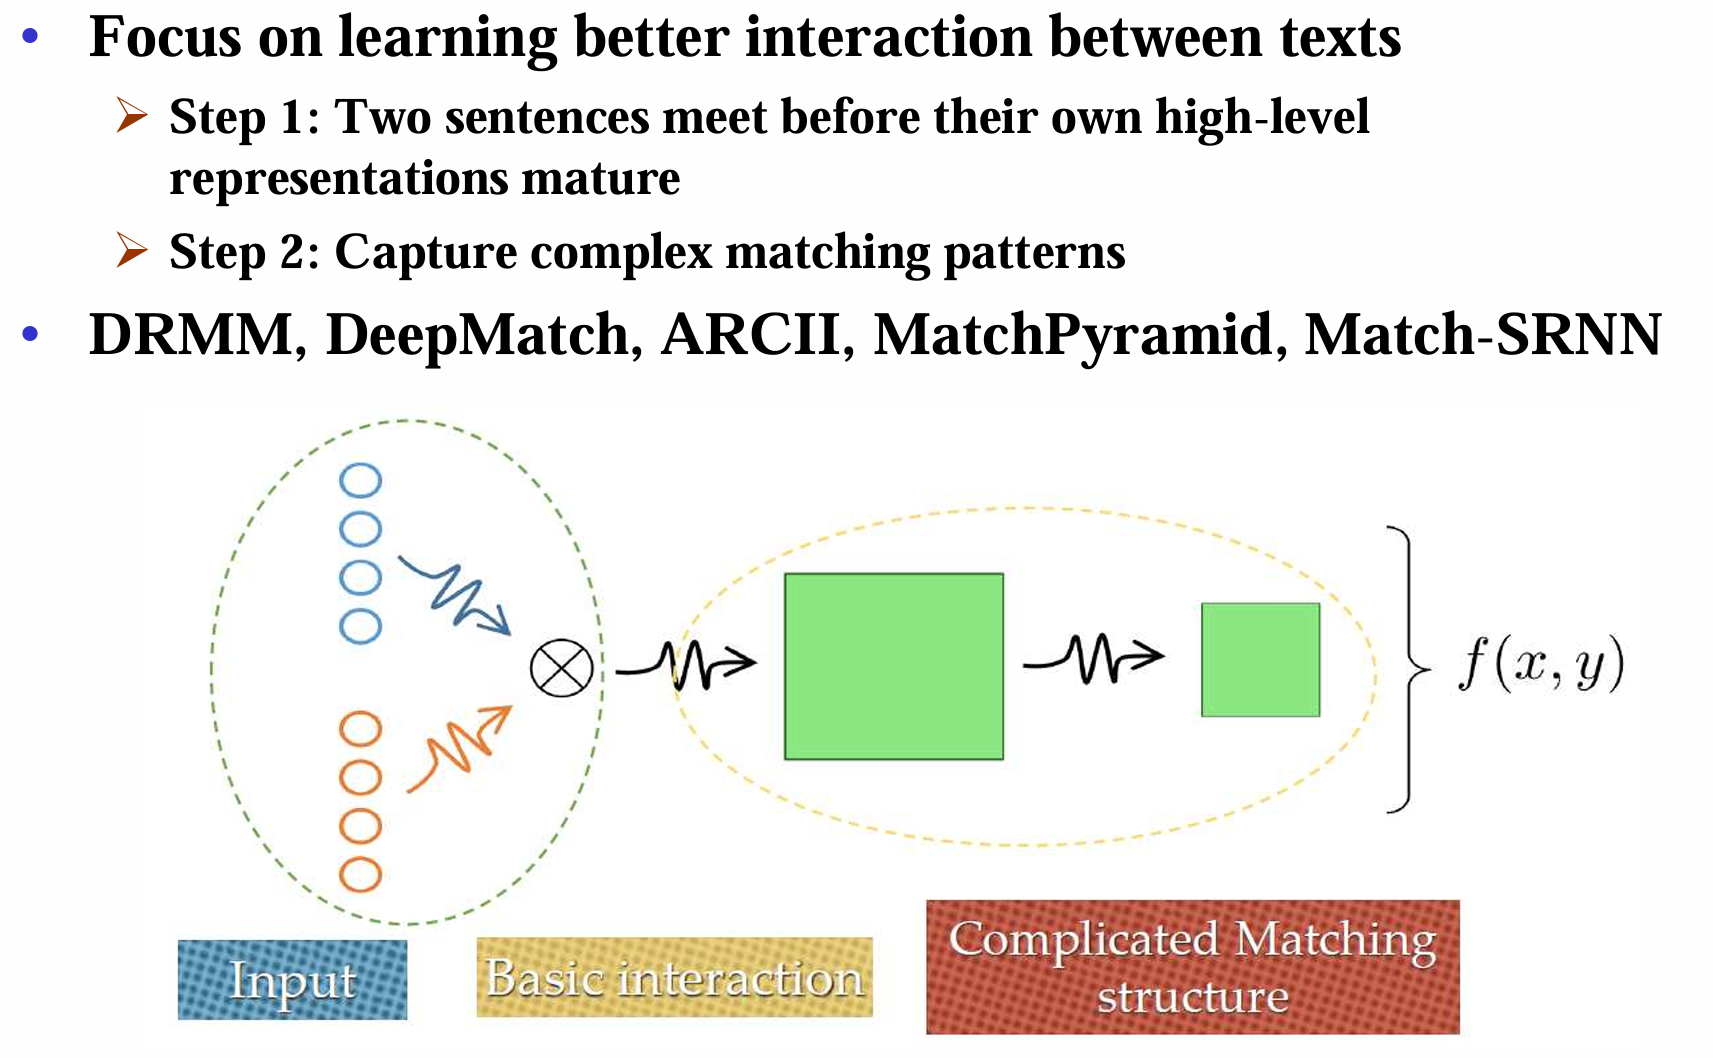 • Focus on learning better interaction between texts
➢ Step 1: Two sentences meet before their own high-level
representations mature
➢ Step 2: Capture complex matching patterns
• DRMM, DeepMatch, ARCII, MatchPyramid, Match-SRNN
f(x, y)
Input
Basic interaction
Complicated Matching
structure